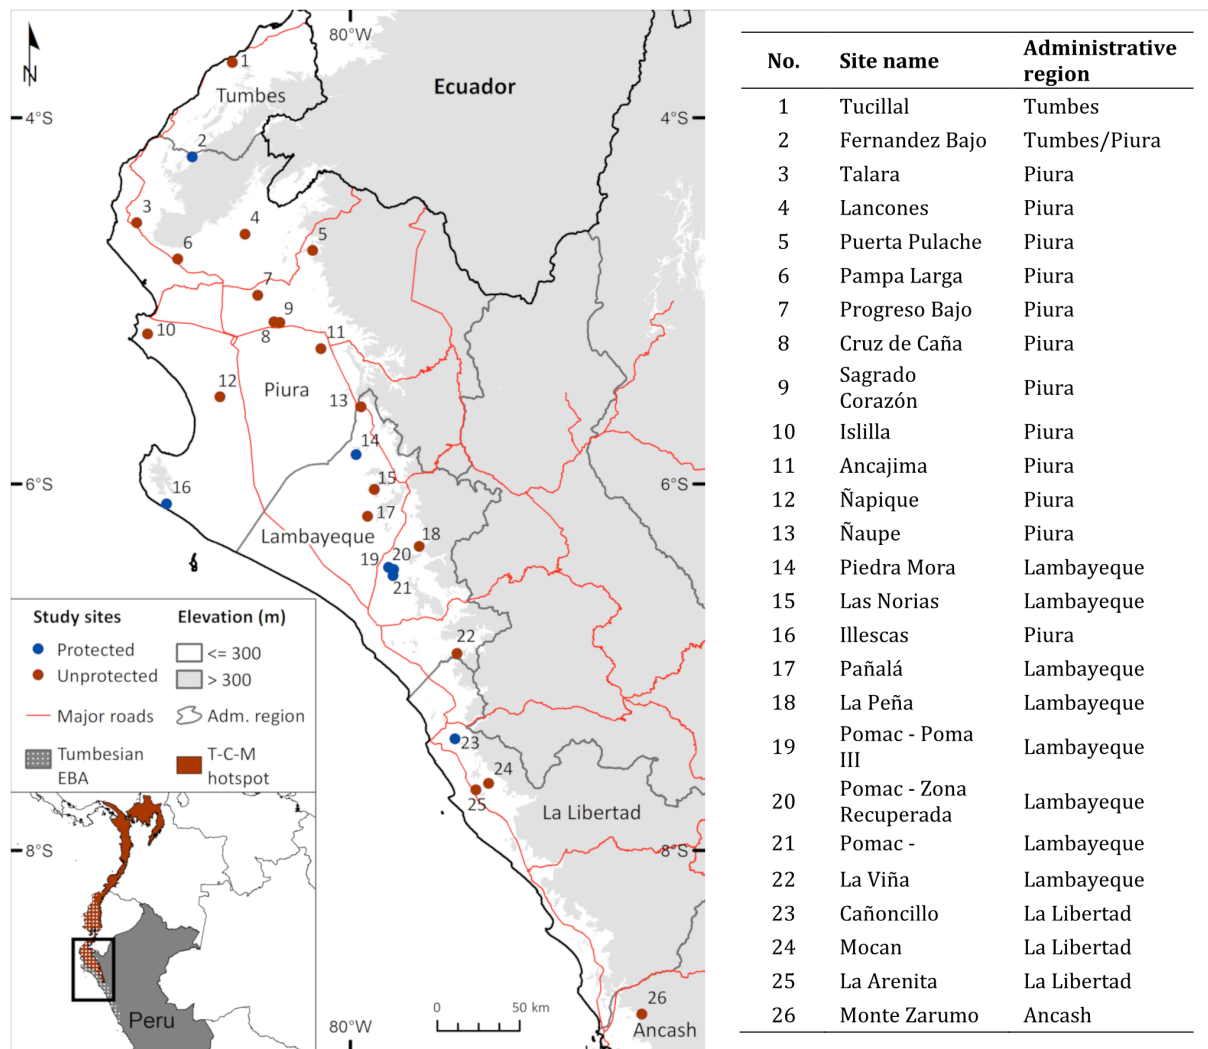 80°W
N
1
Tumbes
Ecuador
4°S
4°S
2
3
4
5
6
7
8
9
10
11
12
Piura
13
14
15
16
6°S
6°S
17
Lambayeque
18
19
20
21
22
23
24
25
La Libertad
8°S
8°S
26
Ancash
80°W
0 50 km
Study sites
Protected
Unprotected
Major roads
Tumbesian
EBA
Elevation (m)
<= 300
> 300
Adm. region
T-C-M
hotspot
Peru
No. Site name Administrative
region
1 Tucillal Tumbes
2 Fernandez Bajo Tumbes/Piura
3 Talara Piura
4 Lancones Piura
5 Puerta Pulache Piura
6 Pampa Larga Piura
7 Progreso Bajo Piura
8 Cruz de Caña Piura
9 Sagrado
Corazón Piura
10 Islilla Piura
11 Ancajima Piura
12 Ñapique Piura
13 Ñaupe Piura
14 Piedra Mora Lambayeque
15 Las Norias Lambayeque
16 Illescas Piura
17 Pañalá Lambayeque
18 La Peña Lambayeque
19 Pomac - Poma
III Lambayeque
20 Pomac - Zona
Recuperada Lambayeque
21 Pomac - Lambayeque
22 La Viña Lambayeque
23 Cañoncillo La Libertad
24 Mocan La Libertad
25 La Arenita La Libertad
26 Monte Zarumo Ancash